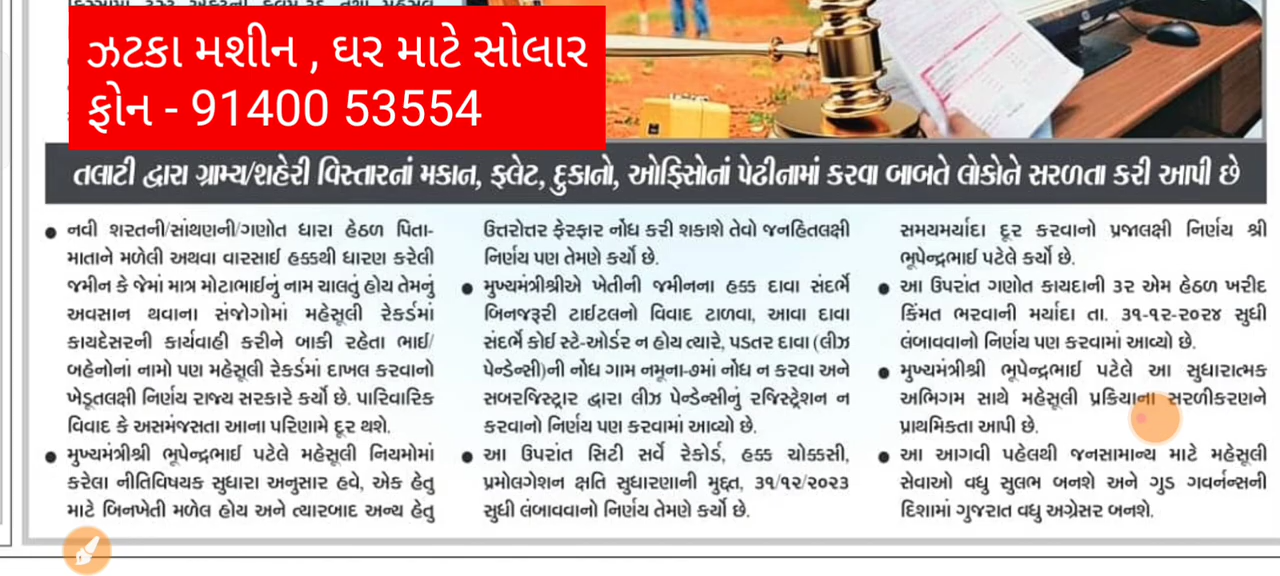 ઝટકા મશીન , ઘર માટે સોલાર
ફોન - 91400 53554
તલાટી દ્વારા ગ્રામ્ય/શહેરી વિસ્તારનાં મકાન, ફ્લેટ, દુકાનો, ઓફિસોનાં પેઢીનામાં કરવા બાબતે લોકોને સરળતા કરી આપી છે
● નવી શરતની/સાંથણની/ગણોત ધારા હેઠળ પિતા-
માતાને મળેલી અથવા વારસાઈ હક્કથી ધારણ કરેલી
જમીન કે જેમાં માત્ર મોટાભાઈનું નામ ચાલતું હોય તેમનું
અવસાન થવાના સંજોગોમાં મહેસૂલી રેકર્ડમાં
કાયદેસરની કાર્યવાહી કરીને બાકી રહેતા ભાઈ/
બહેનોનાં નામો પણ મહેસૂલી રેકર્ડમાં દાખલ કરવાનો
ખેડૂતલક્ષી નિર્ણય રાજ્ય સરકારે કર્યો છે. પારિવારિક
વિવાદ કે અસમંજસતા આના પરિણામે દૂર થશે.
● મુખ્યમંત્રીશ્રી ભૂપેન્દ્રભાઈ પટેલે મહેસૂલી નિયમોમાં
કરેલા નીતિવિષયક સુધારા અનુસાર હવે, એક હેતુ
માટે બિનખેતી મળેલ હોય અને ત્યારબાદ અન્ય હેતુ
ઉત્તરોત્તર ફેરફાર નોંધ કરી શકાશે તેવો જનહિતલક્ષી
નિર્ણય પણ તેમણે કર્યો છે.
● મુખ્યમંત્રીશ્રીએ ખેતીની જમીનના હક્ક દાવા સંદર્ભે
બિનજરૂરી ટાઈટલનો વિવાદ ટાળવા, આવા દાવા
સંદર્ભે કોઈ સ્ટે-ઓર્ડર ન હોય ત્યારે, પડતર દાવા (લીઝ
પેન્ડેન્સી)ની નોંધ ગામ નમૂના-૭માં નોંધ ન કરવા અને
સબરજિસ્ટ્રાર દ્વારા લીઝ પેન્ડેન્સીનું રજિસ્ટ્રેશન ન
કરવાનો નિર્ણય પણ કરવામાં આવ્યો છે.
● આ ઉપરાંત સિટી સર્વે રેકોર્ડ, હક્ક ચોક્કસી,
પ્રમોલગેશન ક્ષતિ સુધારણાની મુદ્દત, ૩૧/૧૨/૨૦૨૩
સુધી લંબાવવાનો નિર્ણય તેમણે કર્યો છે.
સમયમર્યાદા દૂર કરવાનો પ્રજાલક્ષી નિર્ણય શ્રી
ભૂપેન્દ્રભાઈ પટેલે કર્યો છે.
● આ ઉપરાંત ગણોત કાયદાની ૩૨ એમ હેઠળ ખરીદ
કિંમત ભરવાની મર્યાદા તા. ૩૧-૧૨-૨૦૨૪ સુધી
લંબાવવાનો નિર્ણય પણ કરવામાં આવ્યો છે.
● મુખ્યમંત્રીશ્રી ભૂપેન્દ્રભાઈ પટેલે આ સુધારાત્મક
અભિગમ સાથે મહેસૂલી પ્રક્રિયાના સરળીકરણને
પ્રાથમિક્તા આપી છે.
● આ આગવી પહેલથી જનસામાન્ય માટે મહેસૂલી
સેવાઓ વધુ સુલભ બનશે અને ગુડ ગવર્નન્સની
દિશામાં ગુજરાત વધુ અગ્રેસર બનશે.